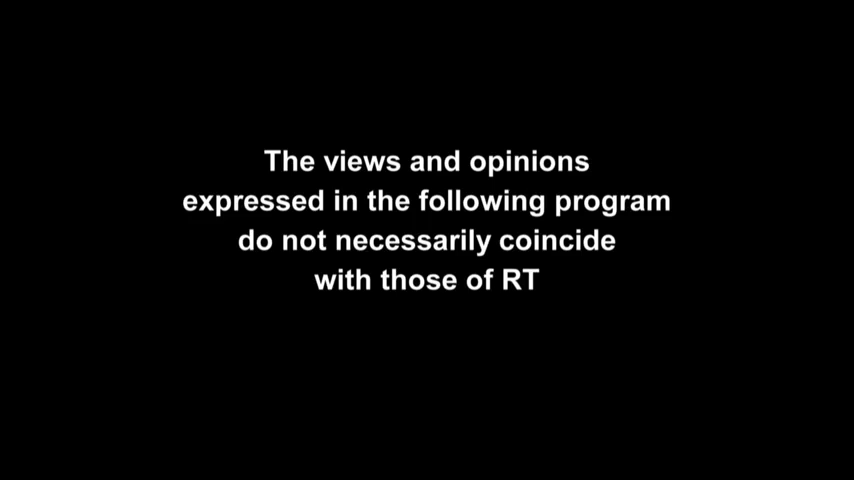 The views and opinions
expressed in the following program
do not necessarily coincide
with those of RT